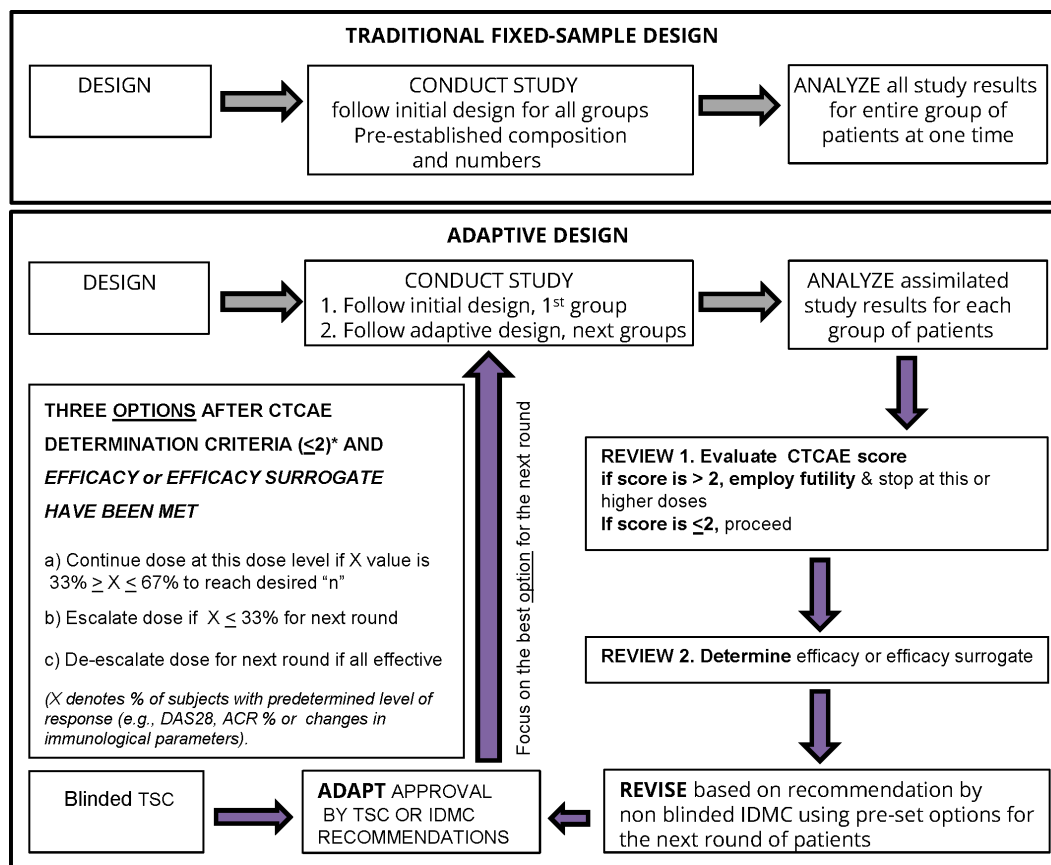 TRADITIONAL FIXED-SAMPLE DESIGN
DESIGN
CONDUCT STUDY
follow initial design for all groups
Pre-established composition
and numbers
ANALYZE all study results
for entire group of
patients at one time
ADAPTIVE DESIGN
DESIGN
CONDUCT STUDY
1. Follow initial design, 1st group
2. Follow adaptive design, next groups
ANALYZE assimilated
study results for each
group of patients
THREE OPTIONS AFTER CTCAE
DETERMINATION CRITERIA (≤2)* AND
EFFICACY or EFFICACY SURROGATE
HAVE BEEN MET
a) Continue dose at this dose level if X value is
33% ≥ X ≤ 67% to reach desired “n”
b) Escalate dose if X ≤ 33% for next round
c) De-escalate dose for next round if all effective
(X denotes % of subjects with predetermined level of
response (e.g., DAS28, ACR % or changes in
immunological parameters).
Focus on the best option for the next round
REVIEW 1. Evaluate CTCAE score
if score is > 2, employ futility & stop at this or
higher doses
If score is ≤2, proceed
REVIEW 2. Determine efficacy or efficacy surrogate
Blinded TSC
ADAPT APPROVAL
BY TSC OR IDMC
RECOMMENDATIONS
REVISE based on recommendation by
non blinded IDMC using pre-set options for
the next round of patients